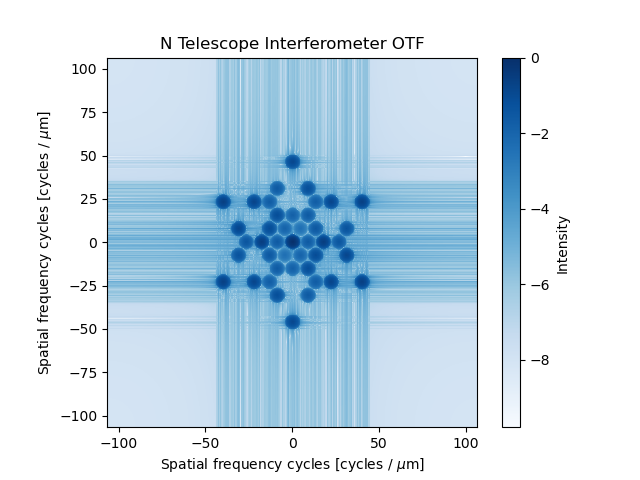 N Telescope Interferometer OTF
100
75
50
25
0
−25
−50
−75
−100
Spatial frequency cycles [cycles / μm]
−100 −50 0 50 100
Spatial frequency cycles [cycles / μm]
0
−2
−4
−6
−8
Intensity